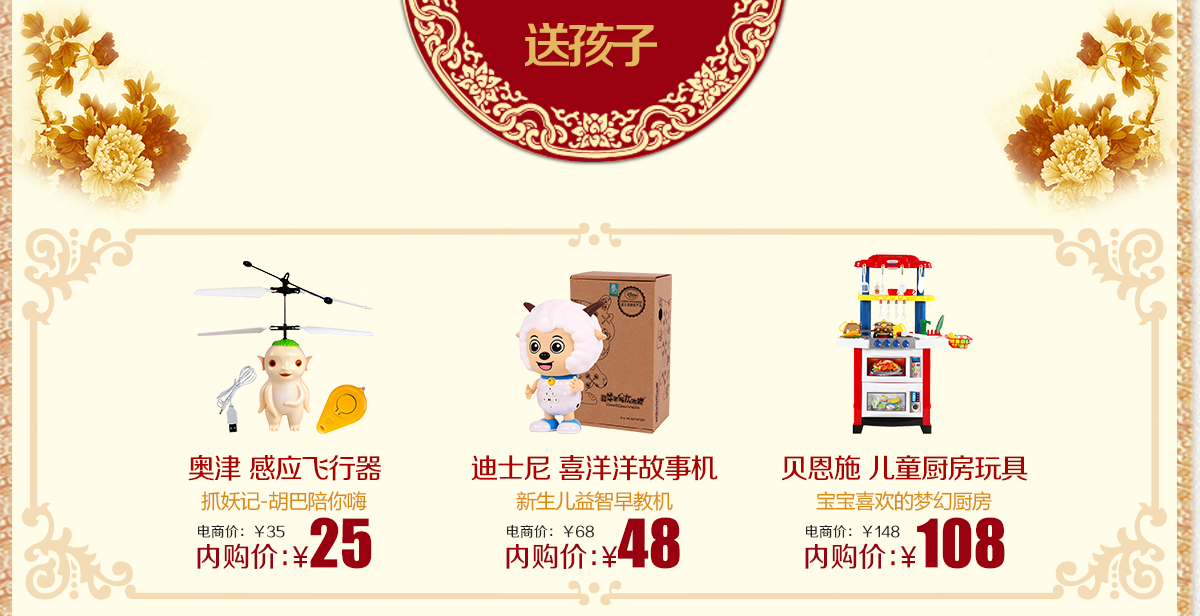 送孩子
奥津 感应飞行器
抓妖记-胡巴陪你嗨
电商价：￥35
内购价:￥25
迪士尼 喜洋洋故事机
新生儿益智早教机
电商价：￥68
内购价:￥48
贝恩施 儿童厨房玩具
宝宝喜欢的梦幻厨房
电商价：￥148
内购价:￥108